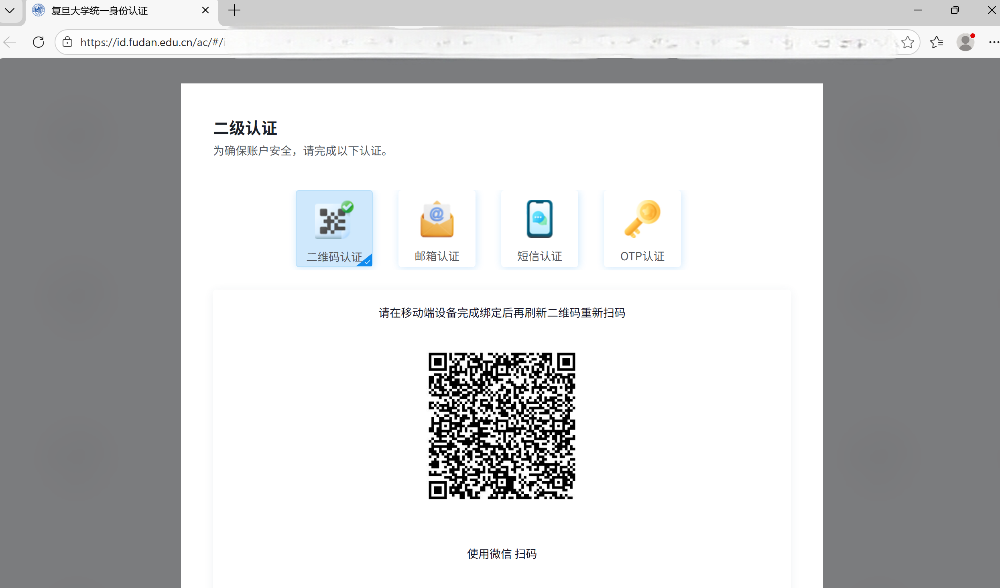 复旦大学统一身份认证
https://id.fudan.edu.cn/ac/#/
二级认证
为确保账户安全，请完成以下认证。
二维码认证
邮箱认证
短信认证
OTP认证
请在移动端设备完成绑定后再刷新二维码重新扫码
使用微信 扫码